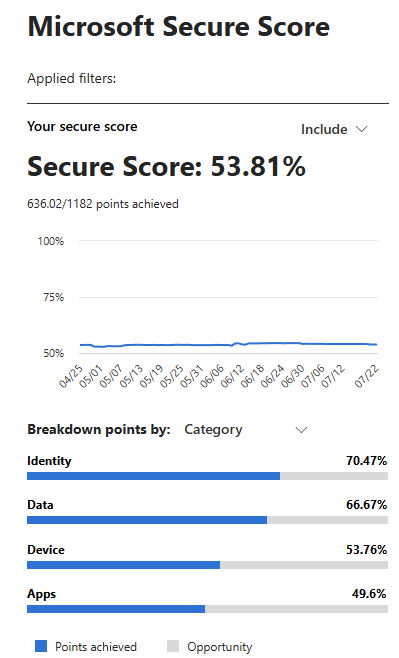 Microsoft Secure Score
Applied filters:
Your secure score
Include
Secure Score: 53.81%
636.02/1182 points achieved
100%
75%
50%
04/25 05/01 05/07 05/13 05/19 05/25 05/31 06/06 06/12 06/18 06/24 06/30 07/06 07/12 07/22
Breakdown points by: Category
Identity 70.47%
Data 66.67%
Device 53.76%
Apps 49.6%
Points achieved Opportunity